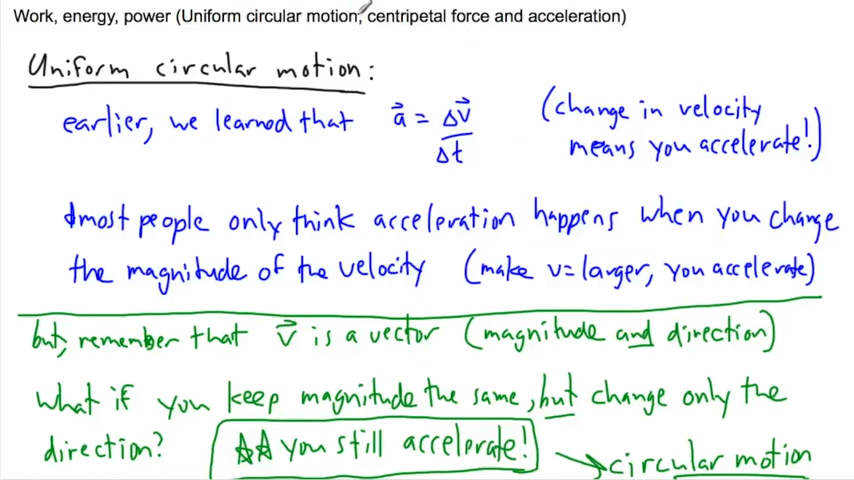 Work, energy, power (Uniform circular motion, centripetal force and acceleration)
Uniform circular motion:
earlier, we learned that a⃗ = Δv⃗/Δt (change in velocity
means you accelerate!)
most people only think acceleration happens when you change
the magnitude of the velocity (make v=larger, you accelerate)
but, remember that v⃗ is a vector (magnitude and direction)
What if you keep magnitude the same, but change only the
direction? ☆☆ you still accelerate!
→ circular motion